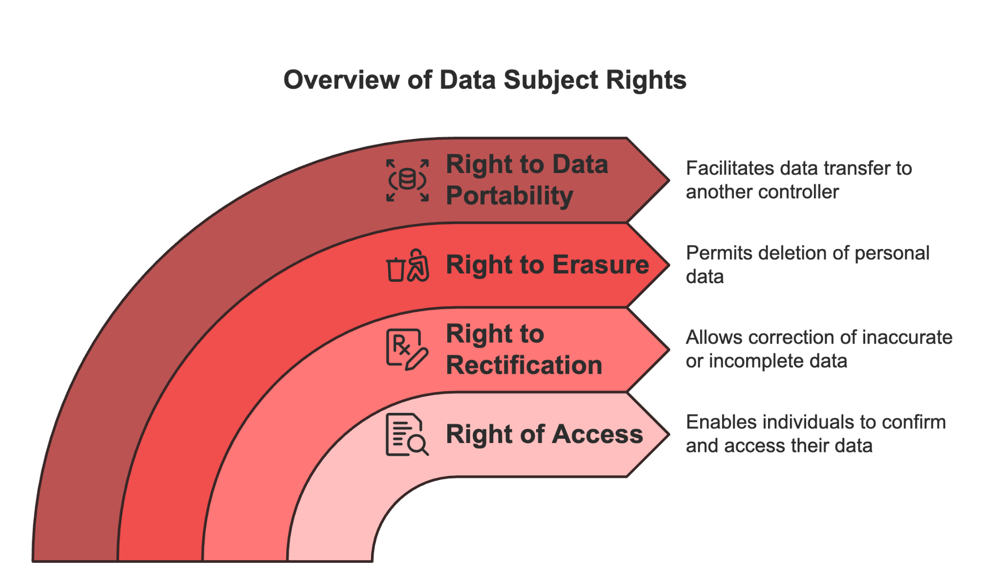 Overview of Data Subject Rights
Right to Data
Portability
Facilitates data transfer to
another controller
Right to Erasure
Permits deletion of personal
data
Rx
Right to
Rectification
Allows correction of inaccurate
or incomplete data
Right of Access
Enables individuals to confirm
and access their data